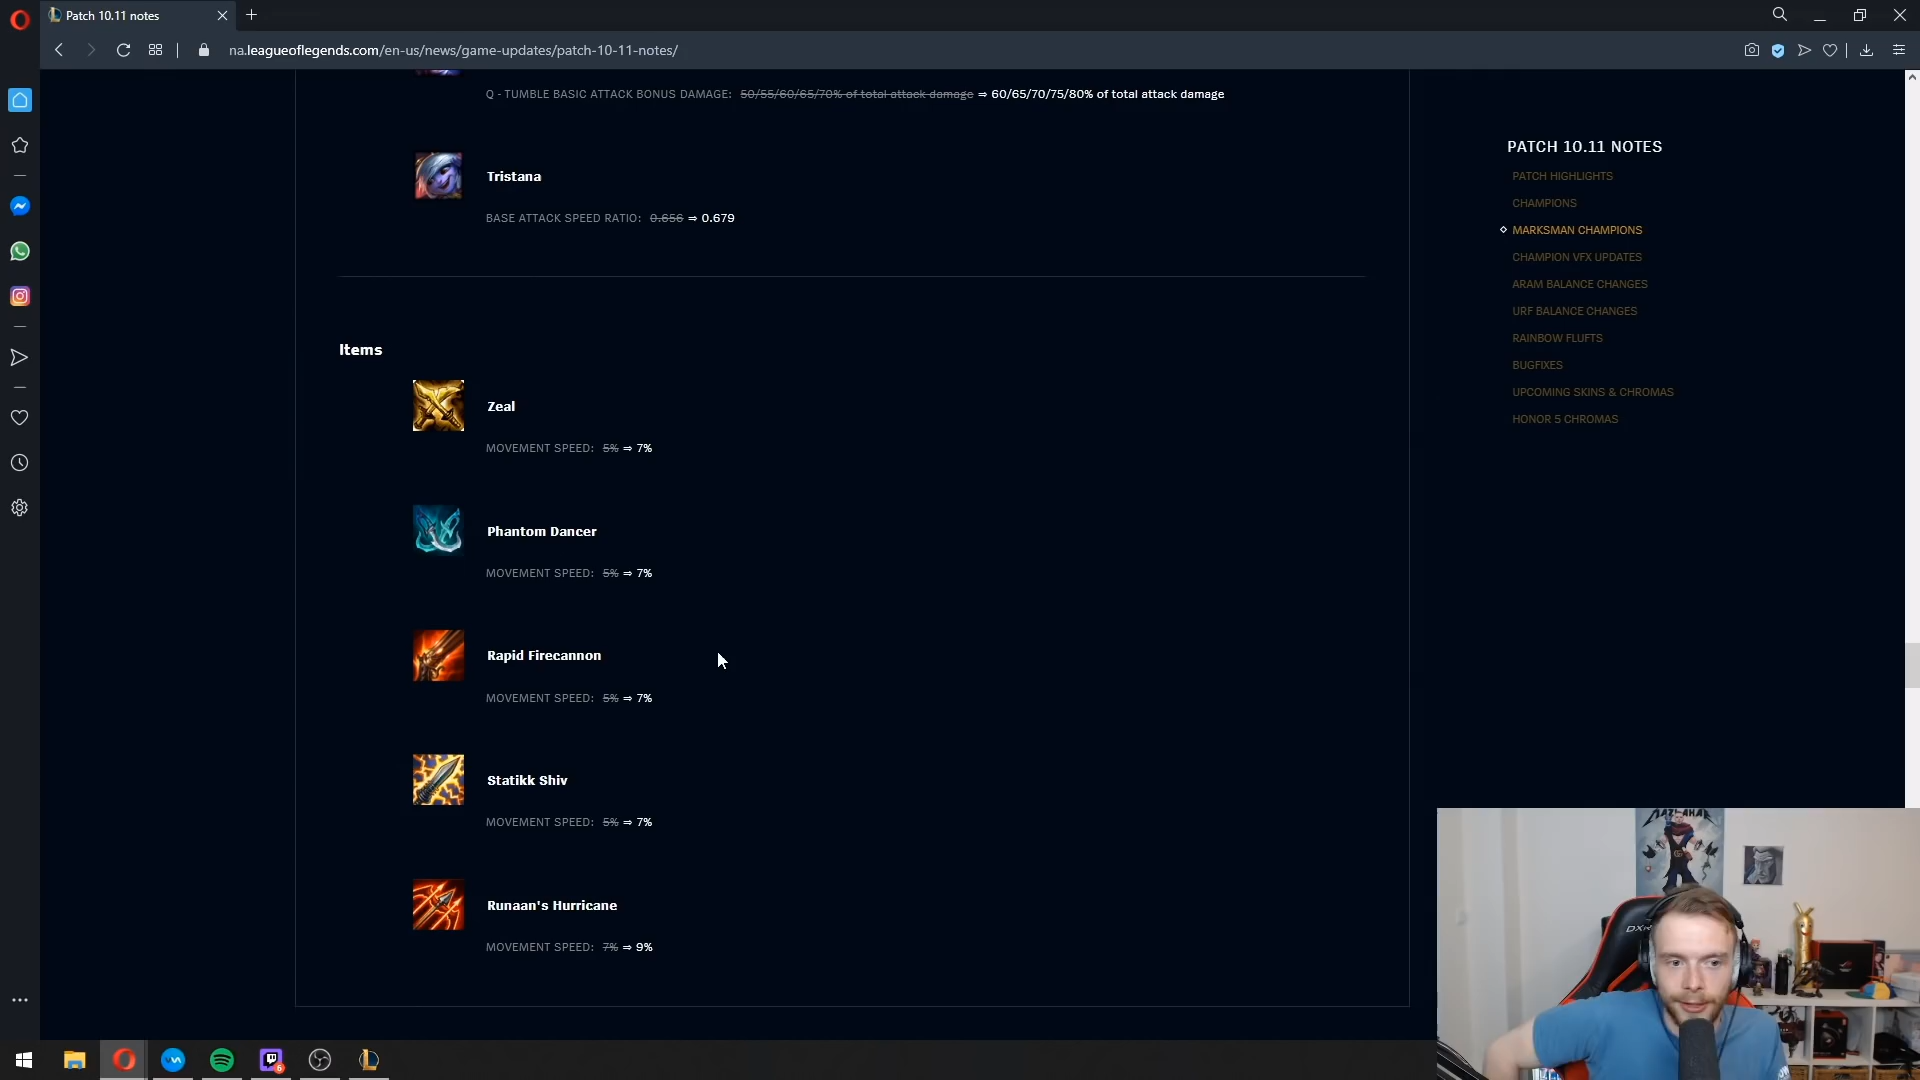 Patch 10.11 notes
na.leagueoflegends.com/en-us/news/game-updates/patch-10-11-notes/
Q - TUMBLE BASIC ATTACK BONUS DAMAGE: 50/55/60/65/70% of total attack damage ⇒ 60/65/70/75/80% of total attack damage
Tristana
BASE ATTACK SPEED RATIO: 0.656 ⇒ 0.679
Items
Zeal
MOVEMENT SPEED: 5% ⇒ 7%
Phantom Dancer
MOVEMENT SPEED: 5% ⇒ 7%
Rapid Firecannon
MOVEMENT SPEED: 5% ⇒ 7%
Statikk Shiv
MOVEMENT SPEED: 5% ⇒ 7%
Runaan's Hurricane
MOVEMENT SPEED: 7% ⇒ 9%
PATCH 10.11 NOTES
PATCH HIGHLIGHTS
CHAMPIONS
MARKSMAN CHAMPIONS
CHAMPION VFX UPDATES
ARAM BALANCE CHANGES
URF BALANCE CHANGES
RAINBOW FLUFTS
BUGFIXES
UPCOMING SKINS & CHROMAS
HONOR 5 CHROMAS
6